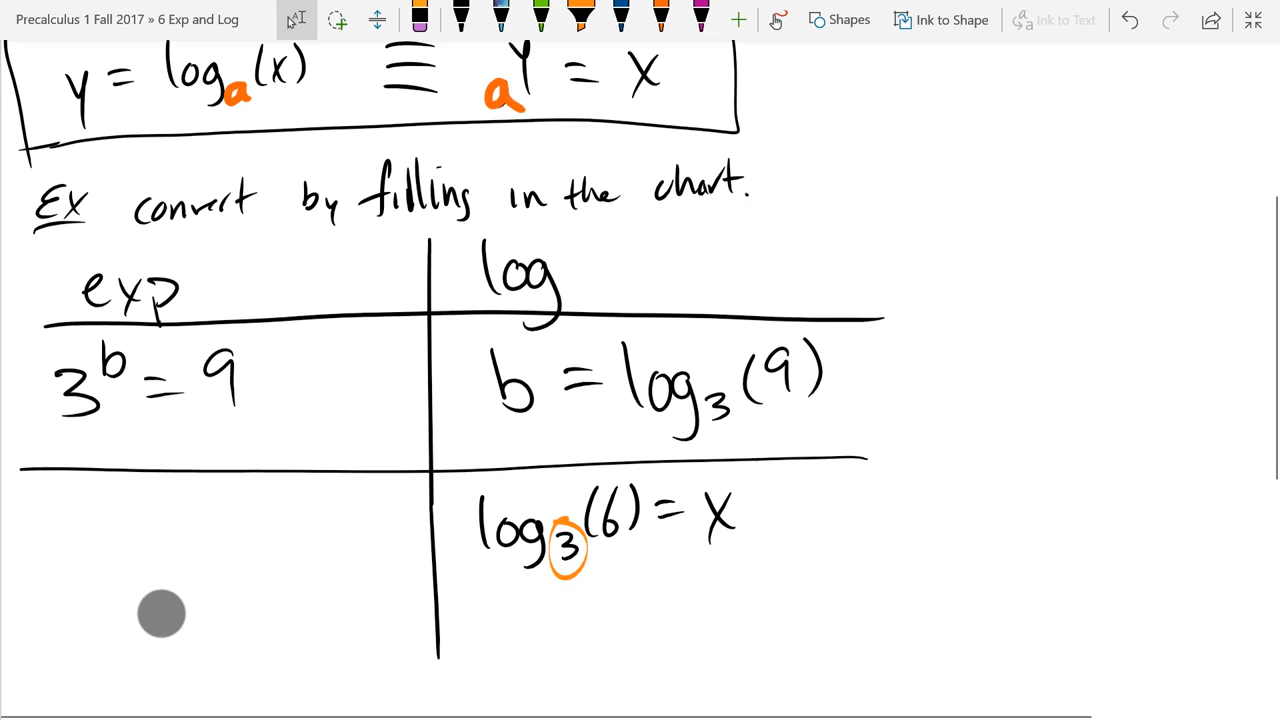 Precalculus 1 Fall 2017 » 6 Exp and Log
Shapes
Ink to Shape
Ink to Text
y = logₐ(x) ≡ aʸ = x
Ex convert by filling in the chart.
exp log
3ᵇ = 9 b = log₃(9)
log₃(6) = x